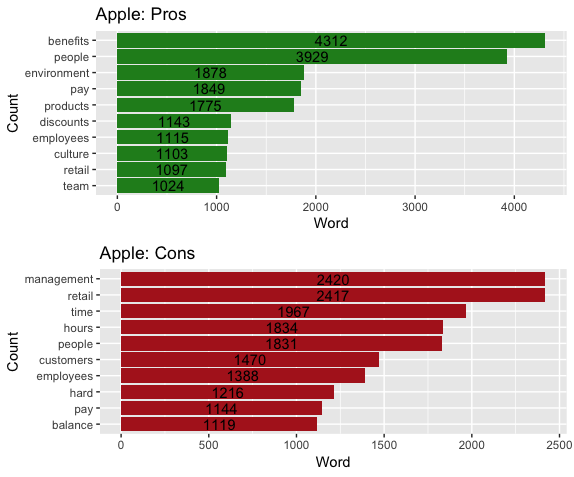 Apple: Pros
Count
benefits 4312
people 3929
environment 1878
pay 1849
products 1775
discounts 1143
employees 1115
culture 1103
retail 1097
team 1024
0 1000 2000 3000 4000
Word
Apple: Cons
Count
management 2420
retail 2417
time 1967
hours 1834
people 1831
customers 1470
employees 1388
hard 1216
pay 1144
balance 1119
0 500 1000 1500 2000 2500
Word